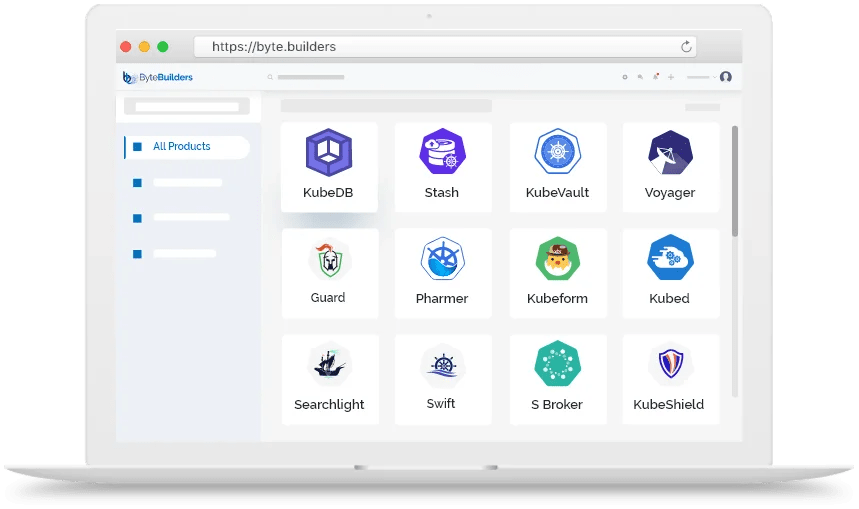 https://byte.builders
ByteBuilders
All Products
KubeDB
Stash
KubeVault
Voyager
Guard
Pharmer
Kubeform
Kubed
Searchlight
Swift
S Broker
KubeShield